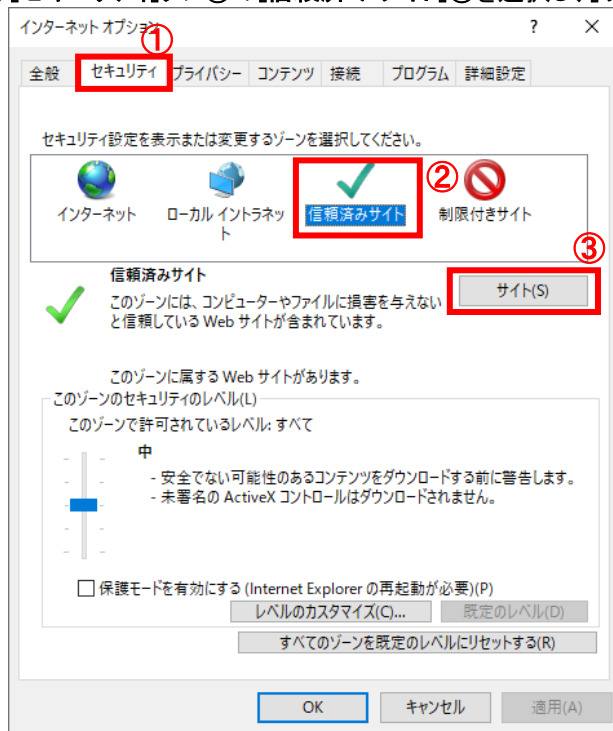 インターネット オプション
?
×
①
全般 セキュリティ プライバシー コンテンツ 接続 プログラム 詳細設定
セキュリティ設定を表示または変更するゾーンを選択してください。
②
インターネット
ローカル イントラネッ
ト
信頼済みサイト
制限付きサイト
③
信頼済みサイト
サイト(S)
このゾーンには、コンピューターやファイルに損害を与えない
と信頼している Web サイトが含まれています。
このゾーンに属する Web サイトがあります。
このゾーンのセキュリティのレベル(L)
このゾーンで許可されているレベル: すべて
中
- 安全でない可能性のあるコンテンツをダウンロードする前に警告します。
- 未署名の ActiveX コントロールはダウンロードされません。
保護モードを有効にする (Internet Explorer の再起動が必要)(P)
レベルのカスタマイズ(C)... 既定のレベル(D)
すべてのゾーンを既定のレベルにリセットする(R)
OK キャンセル 適用(A)